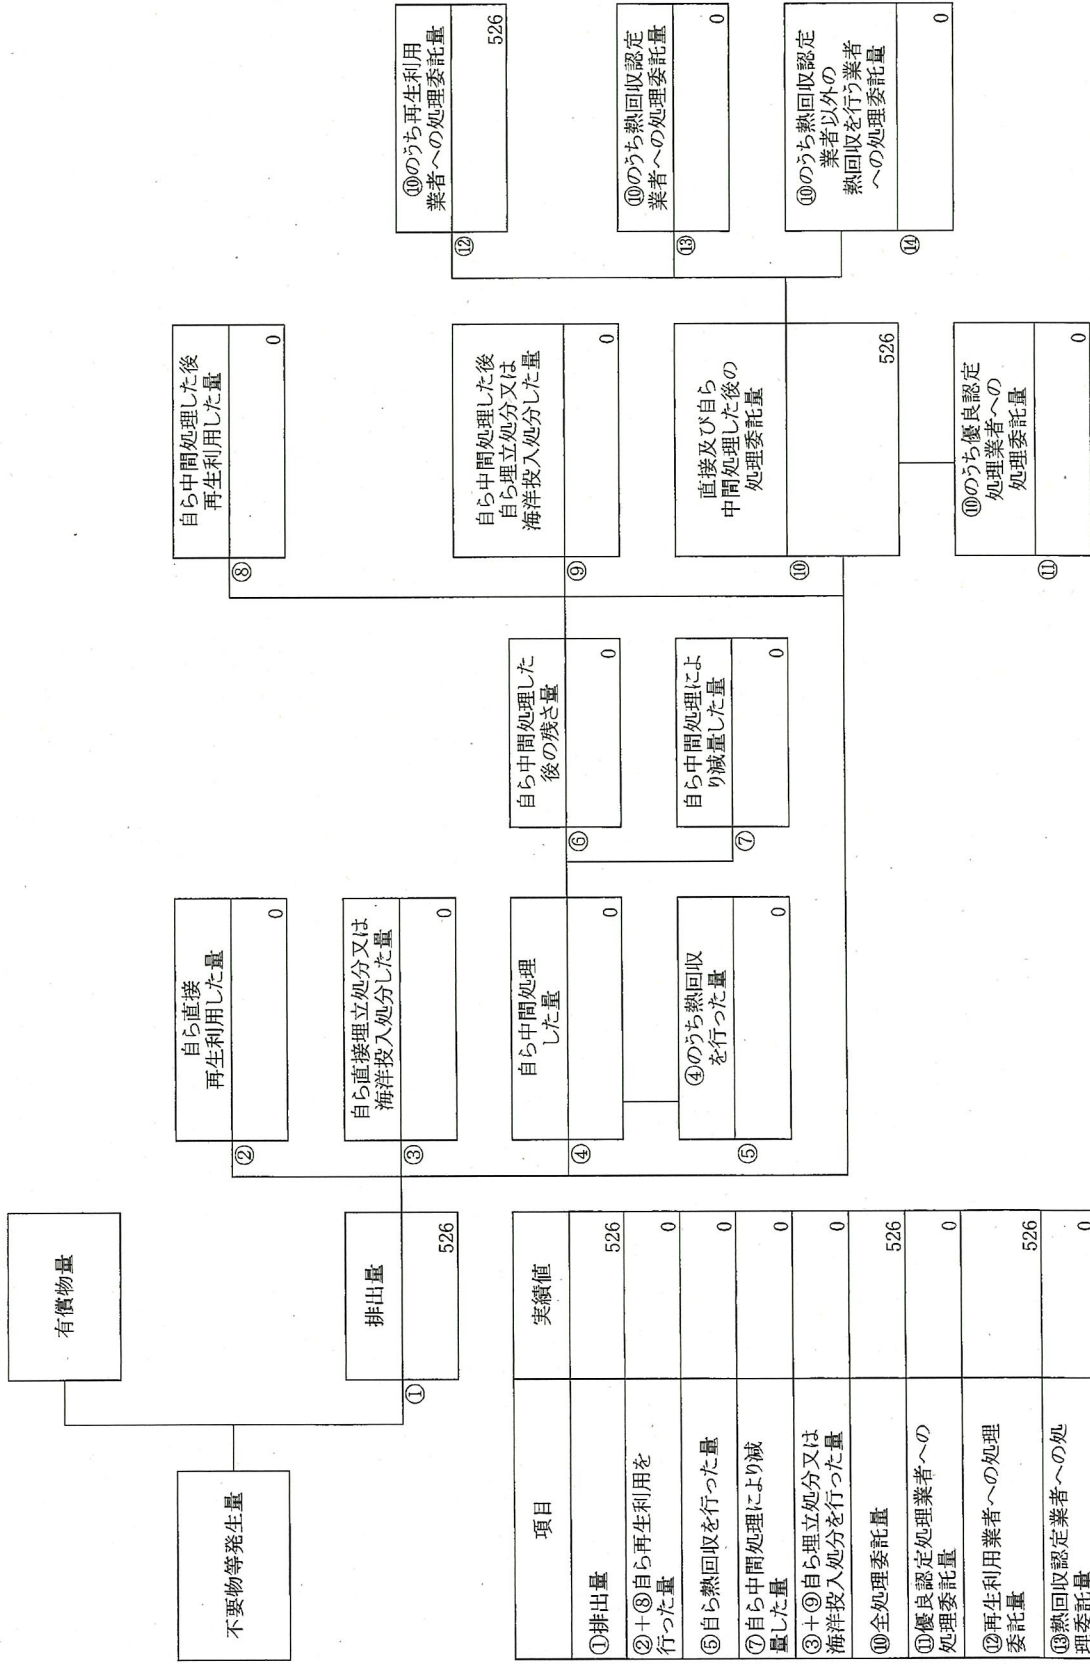 不要物等発生量
有償物量
排出量
①
526
自ら直接
再生利用した量
②
0
自ら直接埋立処分又は
海洋投入処分した量
③
0
自ら中間処理
した量
④
0
④のうち熱回収
を行った量
⑤
0
自ら中間処理した
後の残さ量
⑥
0
自ら中間処理によ
り減量した量
⑦
0
自ら中間処理した後
再生利用した量
⑧
0
自ら中間処理した後
自ら埋立処分又は
海洋投入処分した量
⑨
0
直接及び自ら
中間処理した後の
処理委託量
⑩
526
⑩のうち優良認定
処理業者への
処理委託量
⑪
0
⑩のうち再生利用
業者への処理委託量
⑫
526
⑩のうち熱回収認定
業者への処理委託量
⑬
0
⑩のうち熱回収認定
業者以外の
熱回収を行う業者
への処理委託量
⑭
0
項目
実績値
①排出量
526
②+⑧自ら再生利用を
行った量
0
⑤自ら熱回収を行った量
0
⑦自ら中間処理により減
量した量
0
③+⑨自ら埋立処分又は
海洋投入処分を行った量
0
⑩全処理委託量
526
⑪優良認定処理業者への
処理委託量
0
⑫再生利用業者への処理
委託量
526
⑬熱回収認定業者への処
理委託量
0